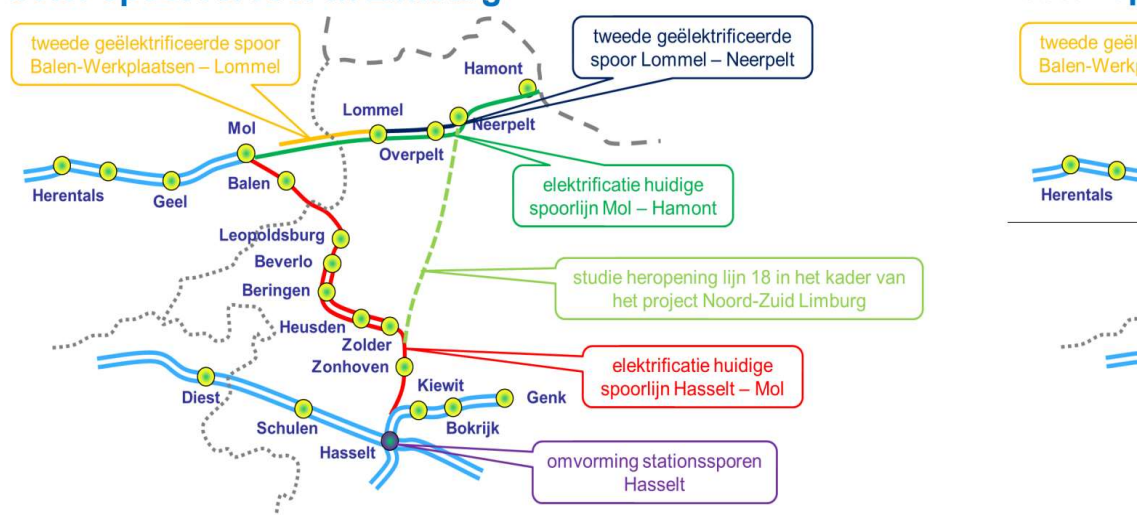 tweede geëlektrificeerde spoor
Balen-Werkplaatsen – Lommel
tweede geëlektrificeerde
spoor Lommel – Neerpelt
Hamont
Lommel
Neerpelt
Mol
Overpelt
Balen
Herentals
Geel
elektrificatie huidige
spoorlijn Mol – Hamont
Leopoldsburg
Beverlo
Beringen
studie heropening lijn 18 in het kader van
het project Noord-Zuid Limburg
Heusden
Zolder
Zonhoven
elektrificatie huidige
spoorlijn Hasselt – Mol
Kiewit
Genk
Diest
Bokrijk
Schulen
Hasselt
omvorming stationssporen
Hasselt
Herentals